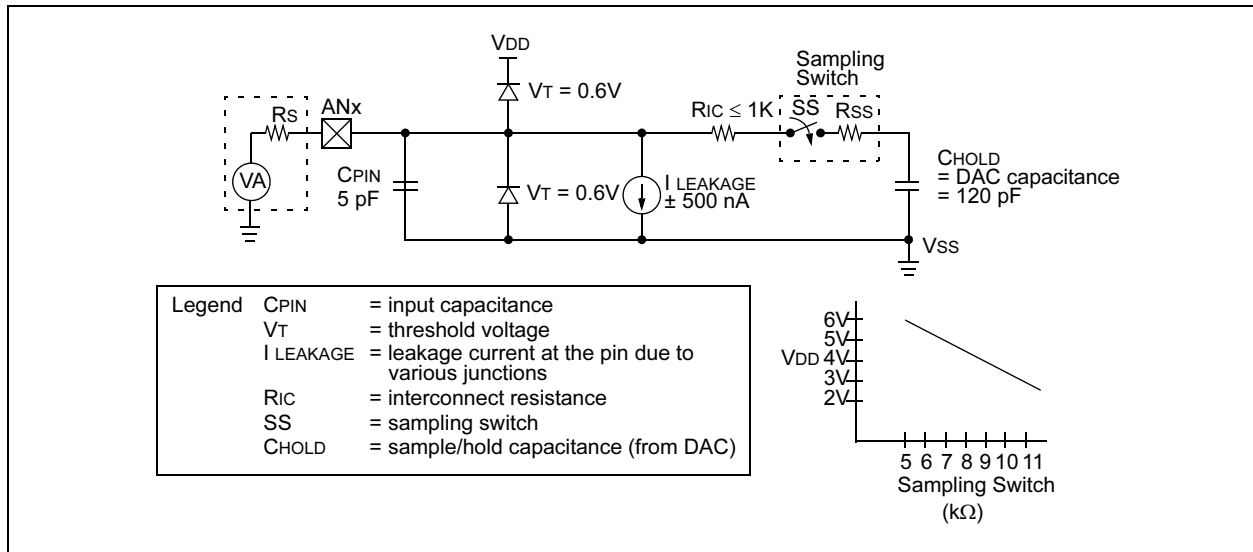 VDD
Sampling
Switch
VT = 0.6V
ANx
RS
RIC ≤ 1K
SS
RSS
VA
CPIN
5 pF
VT = 0.6V
I LEAKAGE
± 500 nA
CHOLD
= DAC capacitance
= 120 pF
VSS
Legend CPIN = input capacitance
VT = threshold voltage
I LEAKAGE = leakage current at the pin due to
various junctions
RIC = interconnect resistance
SS = sampling switch
CHOLD = sample/hold capacitance (from DAC)
6V
5V
VDD 4V
3V
2V
5 6 7 8 9 10 11
Sampling Switch
(kΩ)